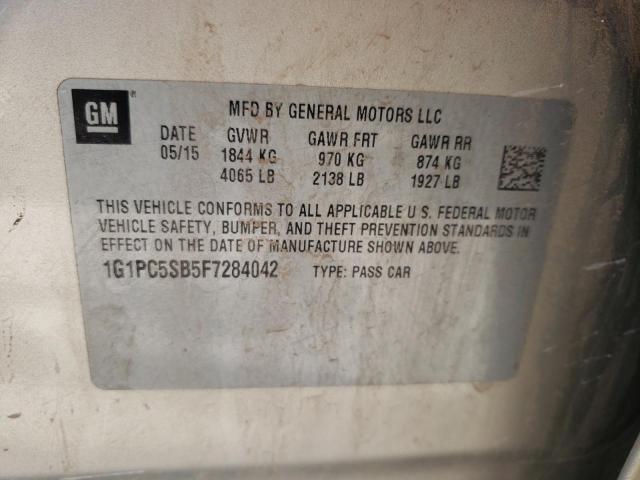 GM ®
MFD BY GENERAL MOTORS LLC
DATE GVWR GAWR FRT GAWR RR
05/15 1844 KG 970 KG 874 KG
4065 LB 2138 LB 1927 LB
THIS VEHICLE CONFORMS TO ALL APPLICABLE U.S. FEDERAL MOTOR
VEHICLE SAFETY, BUMPER, AND THEFT PREVENTION STANDARDS IN
EFFECT ON THE DATE OF MANUFACTURE SHOWN ABOVE.
1G1PC5SB5F7284042 TYPE: PASS CAR